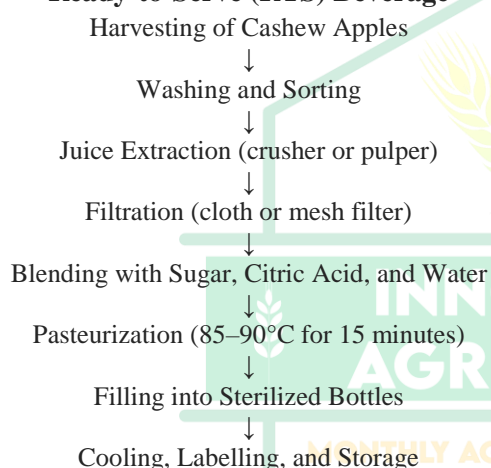 Ready-to-Serve (RTS) Beverage
Harvesting of Cashew Apples
↓
Washing and Sorting
↓
Juice Extraction (crusher or pulper)
↓
Filtration (cloth or mesh filter)
↓
Blending with Sugar, Citric Acid, and Water
↓
Pasteurization (85–90°C for 15 minutes)
↓
Filling into Sterilized Bottles
↓
Cooling, Labelling, and Storage